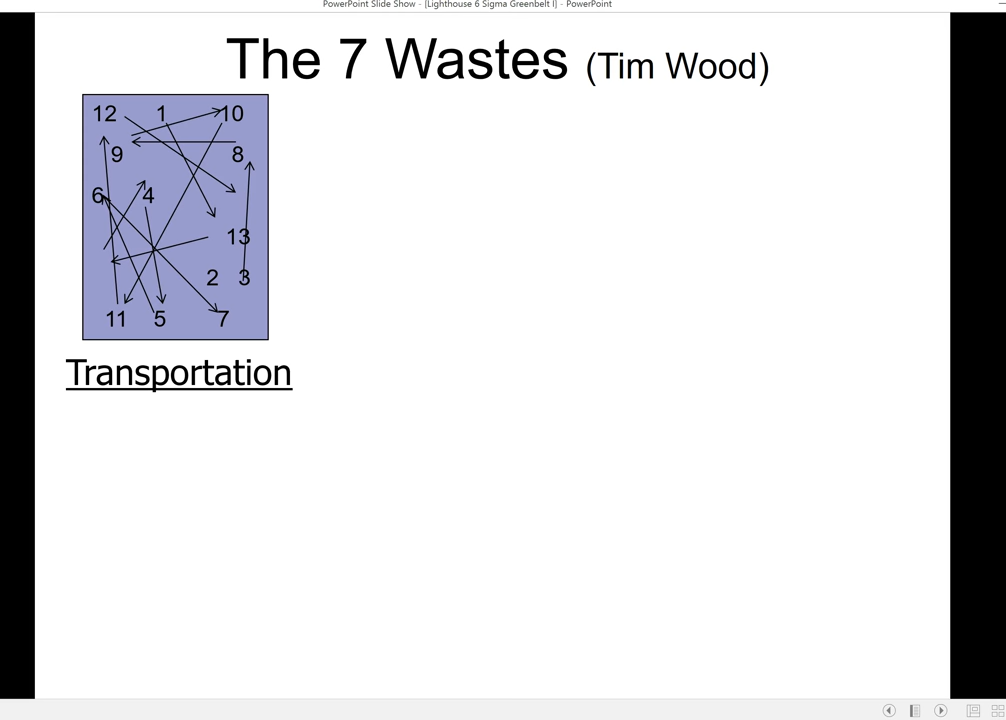 PowerPoint Slide Show - [Lighthouse 6 Sigma Greenbelt I] - PowerPoint
The 7 Wastes (Tim Wood)
12 1 10
9 8
6 4
13
2 3
11 5 7
Transportation